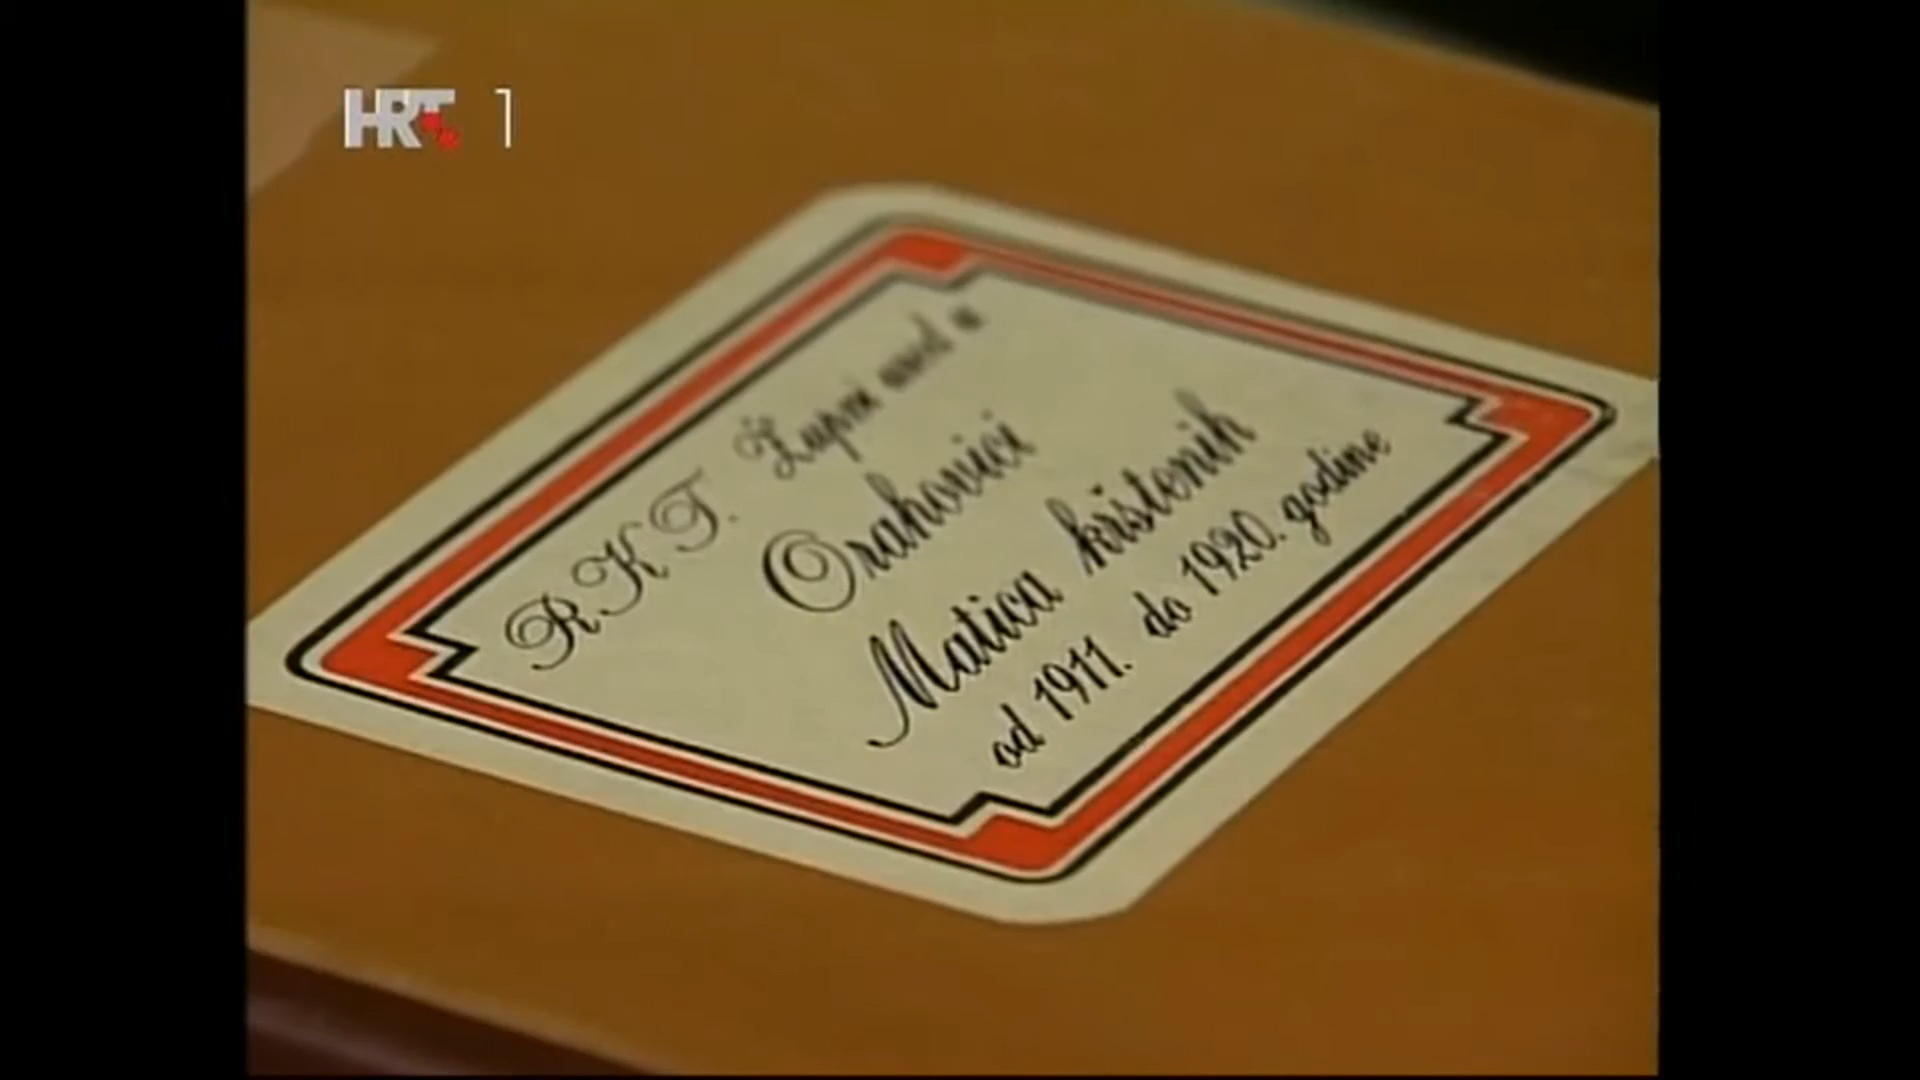 HRT 1
R.K.T. Župni ured u
Orahovici
Matica krštenih
od 1911. do 1920. godine